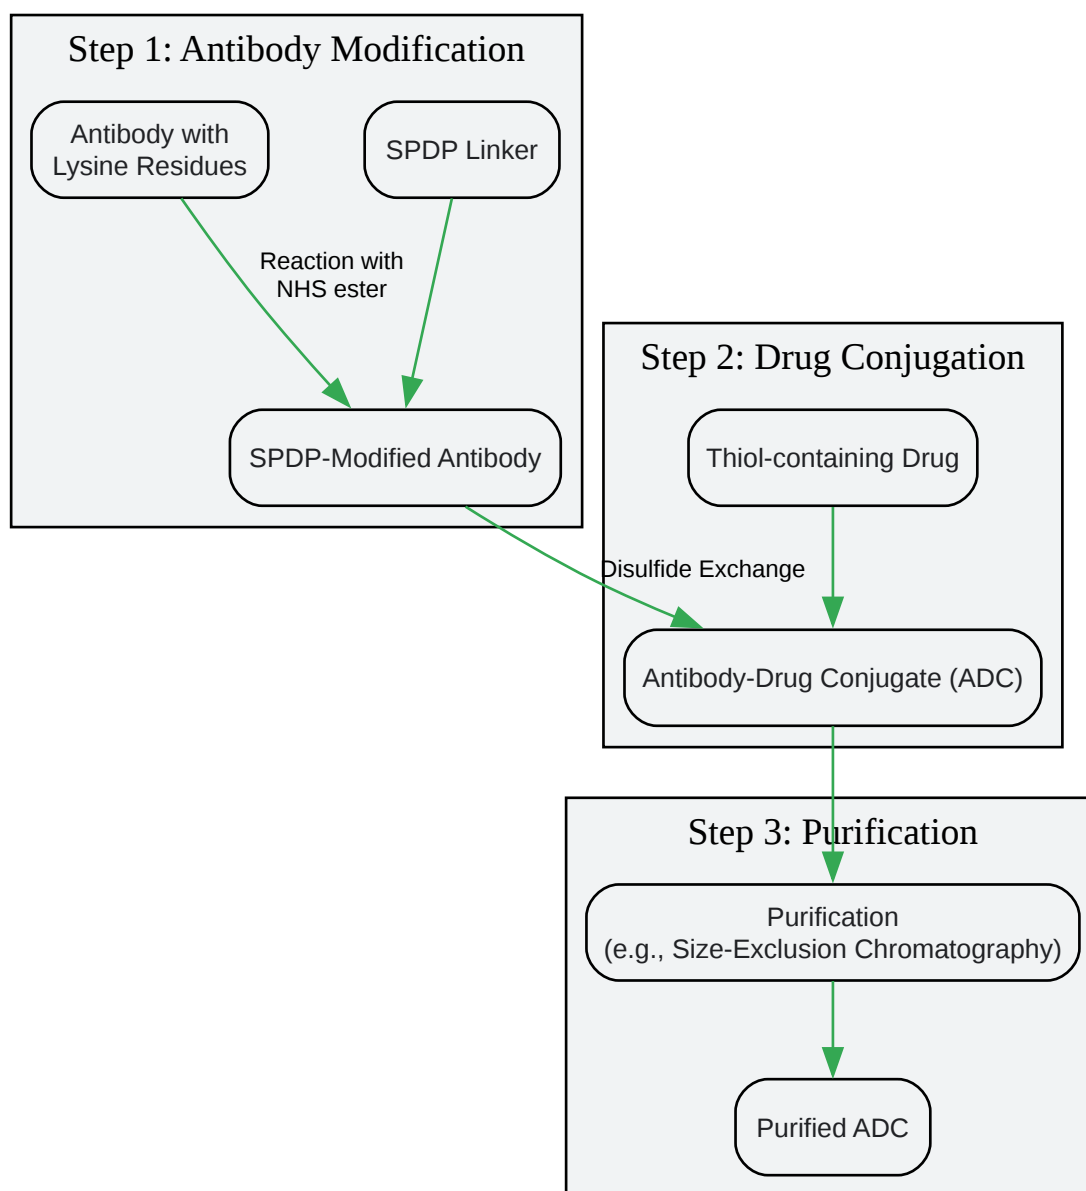 Step 1: Antibody Modification
Antibody with
Lysine Residues
SPDP Linker
Reaction with
NHS ester
SPDP-Modified Antibody
Step 2: Drug Conjugation
Thiol-containing Drug
Disulfide Exchange
Antibody-Drug Conjugate (ADC)
Step 3: Purification
Purification
(e.g., Size-Exclusion Chromatography)
Purified ADC